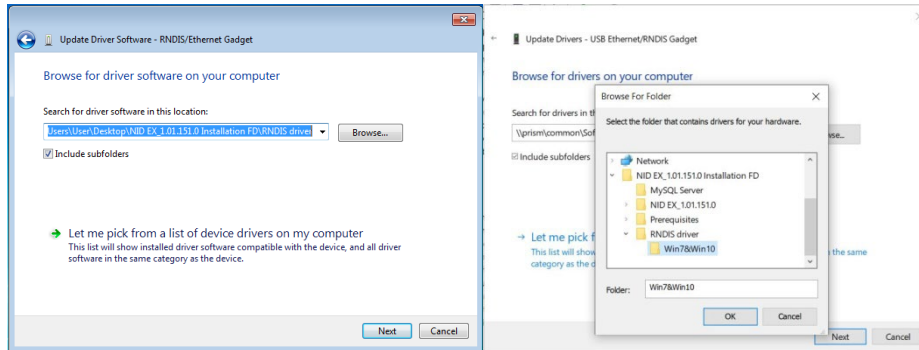 Update Driver Software - RNDIS/Ethernet Gadget
Browse for driver software on your computer
Search for driver software in this location:
Users\User\Desktop\NID EX_1.01.151.0 Installation FD\RNDIS driver
Browse...
Include subfolders
Let me pick from a list of device drivers on my computer
This list will show installed driver software compatible with the device, and all driver
software in the same category as the device.
Next
Cancel
Update Drivers - USB Ethernet/RNDIS Gadget
Browse for drivers on your computer
Search for drivers in th
\\prism\common\Sof
wse...
Include subfolders
Let me pick f
This list will show
n the same
category as the d
Browse For Folder
Select the folder that contains drivers for your hardware.
Network
NID EX_1.01.151.0 Installation FD
MySQL Server
NID EX_1.01.151.0
Prerequisites
RNDIS driver
Win7&Win10
Folder:
Win7&Win10
OK
Cancel
Next
Cancel